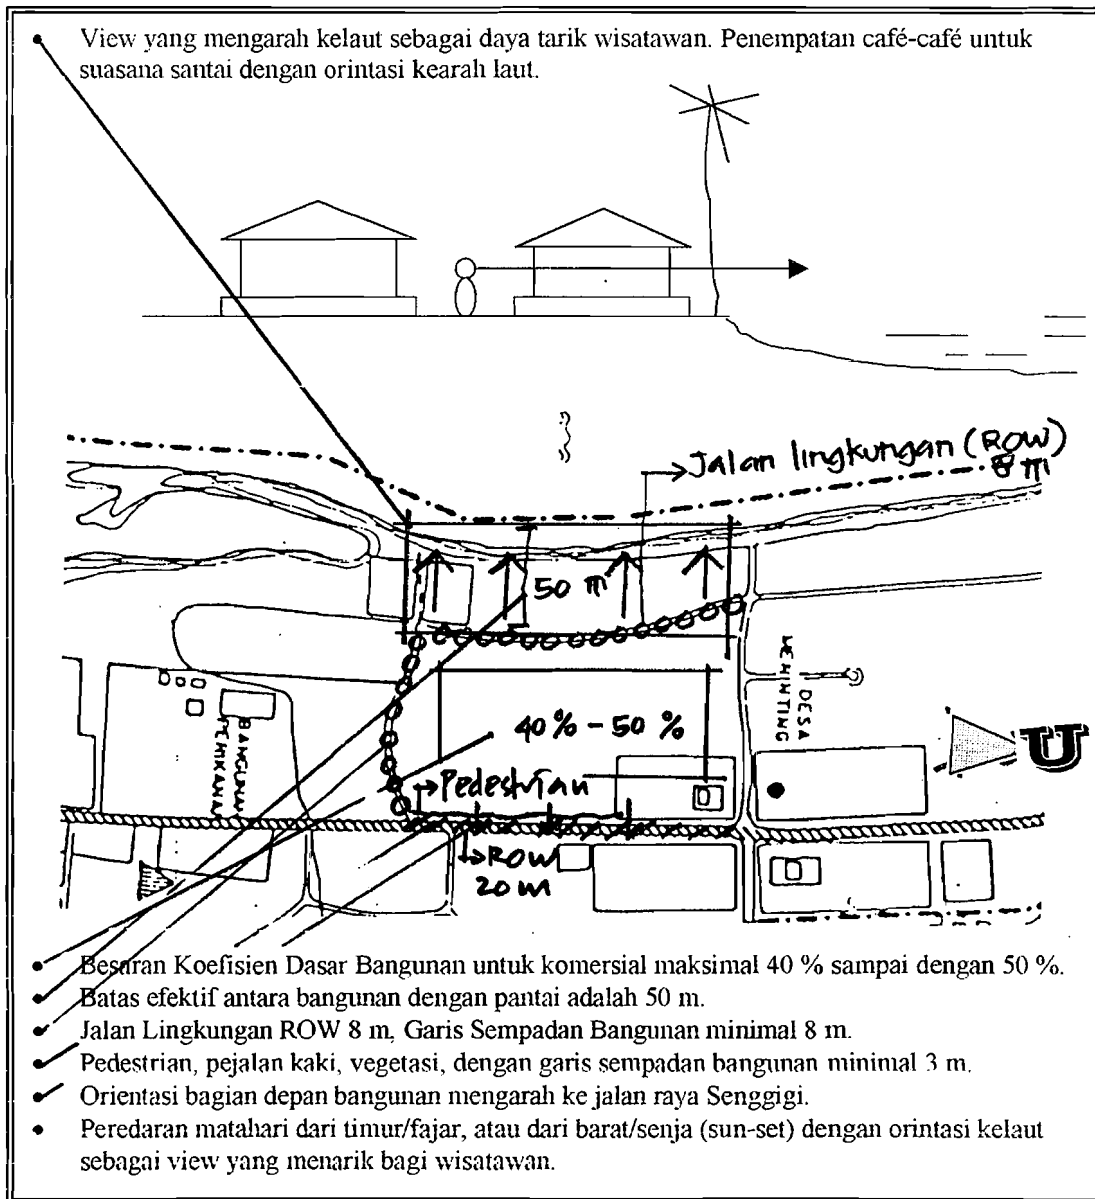 • View yang mengarah kelaut sebagai daya tarik wisatawan. Penempatan café-café untuk
suasana santai dengan orintasi kearah laut.
→Jalan lingkungan (ROW)
8 m
50 m
DESA
MENINTING
40% - 50 %
U
BANGUNAN
→Pedestrian
→ROW
20 m
• Besaran Koefisien Dasar Bangunan untuk komersial maksimal 40 % sampai dengan 50 %.
• Batas efektif antara bangunan dengan pantai adalah 50 m.
• Jalan Lingkungan ROW 8 m, Garis Sempadan Bangunan minimal 8 m.
• Pedestrian, pejalan kaki, vegetasi, dengan garis sempadan bangunan minimal 3 m.
• Orientasi bagian depan bangunan mengarah ke jalan raya Senggigi.
• Peredaran matahari dari timur/fajar, atau dari barat/senja (sun-set) dengan orintasi kelaut
sebagai view yang menarik bagi wisatawan.